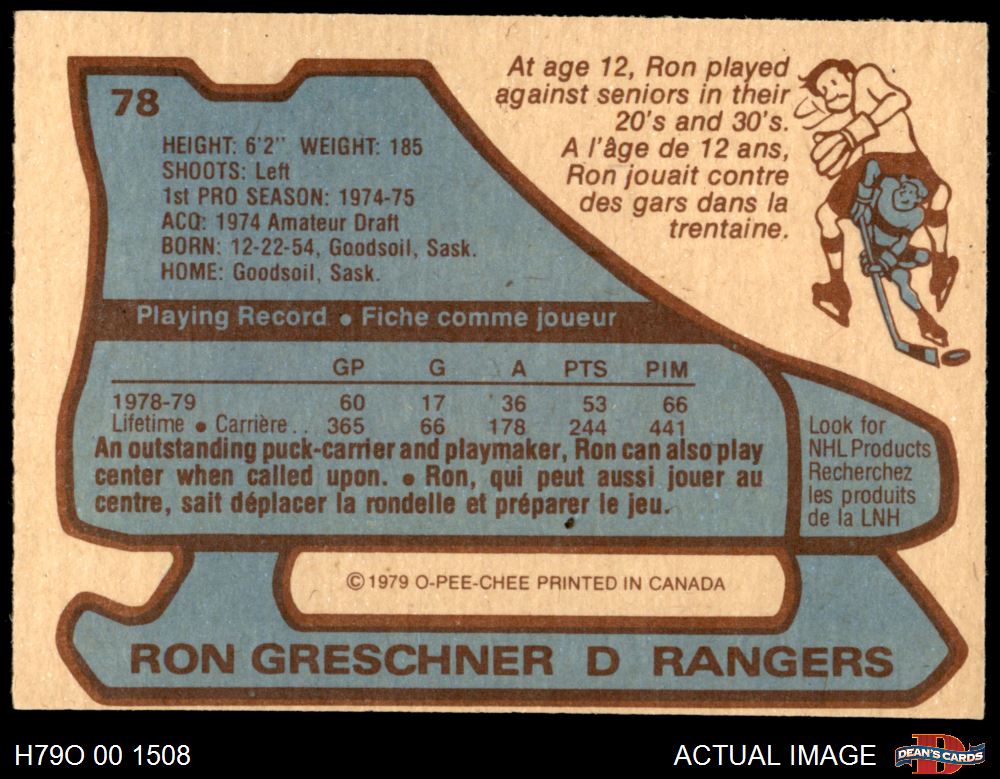 78
HEIGHT: 6'2" WEIGHT: 185
SHOOTS: Left
1st PRO SEASON: 1974-75
ACQ: 1974 Amateur Draft
BORN: 12-22-54, Goodsoil, Sask.
HOME: Goodsoil, Sask.
At age 12, Ron played
against seniors in their
20's and 30's.
A l'âge de 12 ans,
Ron jouait contre
des gars dans la
trentaine.
Playing Record • Fiche comme joueur
GP G A PTS PIM
1978-79 60 17 36 53 66
Lifetime • Carrière . . 365 66 178 244 441
An outstanding puck-carrier and playmaker, Ron can also play
center when called upon. • Ron, qui peut aussi jouer au
centre, sait déplacer la rondelle et préparer le jeu.
Look for
NHL Products
Recherchez
les produits
de la LNH
© 1979 O-PEE-CHEE PRINTED IN CANADA
RON GRESCHNER D RANGERS
H79O 00 1508
ACTUAL IMAGE
D
DEAN'S CARDS